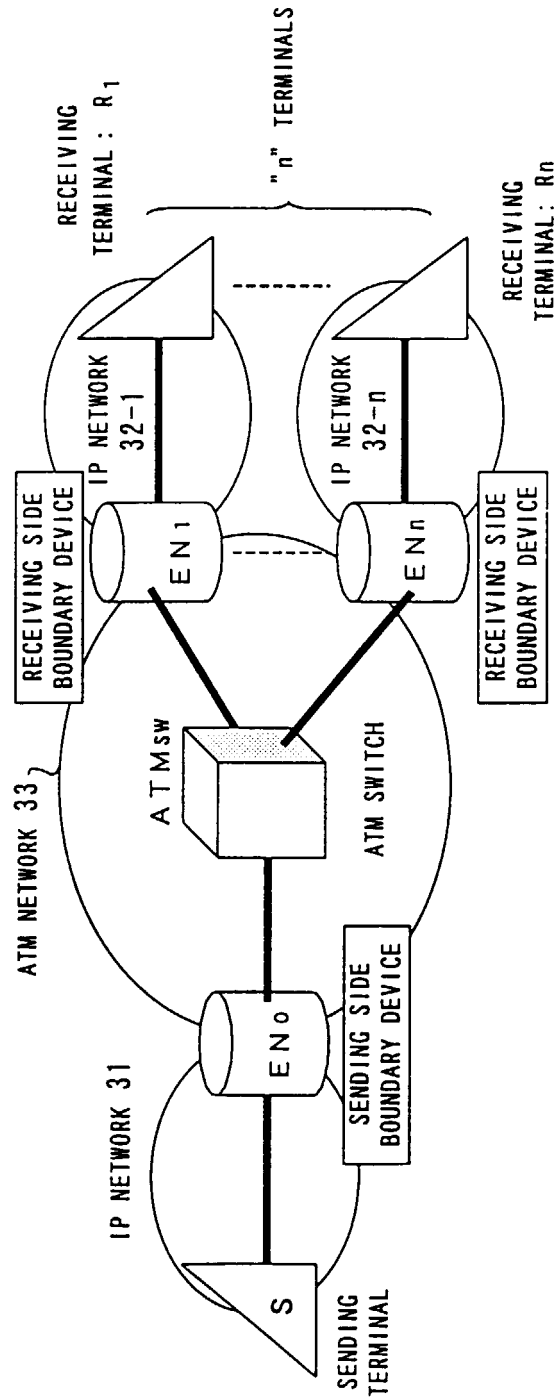 ATM NETWORK 33
IP NETWORK 31
S
SENDING
TERMINAL
EN0
SENDING SIDE
BOUNDARY DEVICE
ATMSW
ATM SWITCH
RECEIVING SIDE
BOUNDARY DEVICE
EN1
IP NETWORK
32-1
RECEIVING
TERMINAL: R1
"n" TERMINALS
ENn
IP NETWORK
32-n
RECEIVING SIDE
BOUNDARY DEVICE
RECEIVING
TERMINAL: Rn